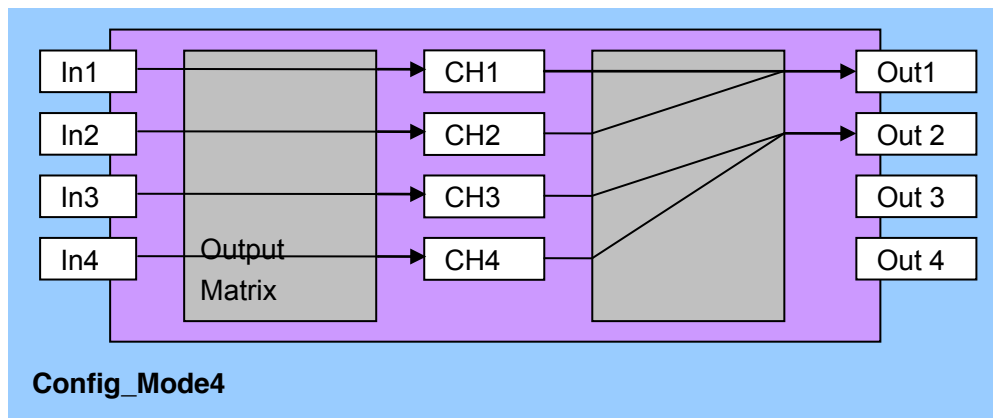 In1 CH1 Out1
In2 CH2 Out 2
In3 CH3 Out 3
In4 Output CH4 Out 4
Matrix
Config_Mode4